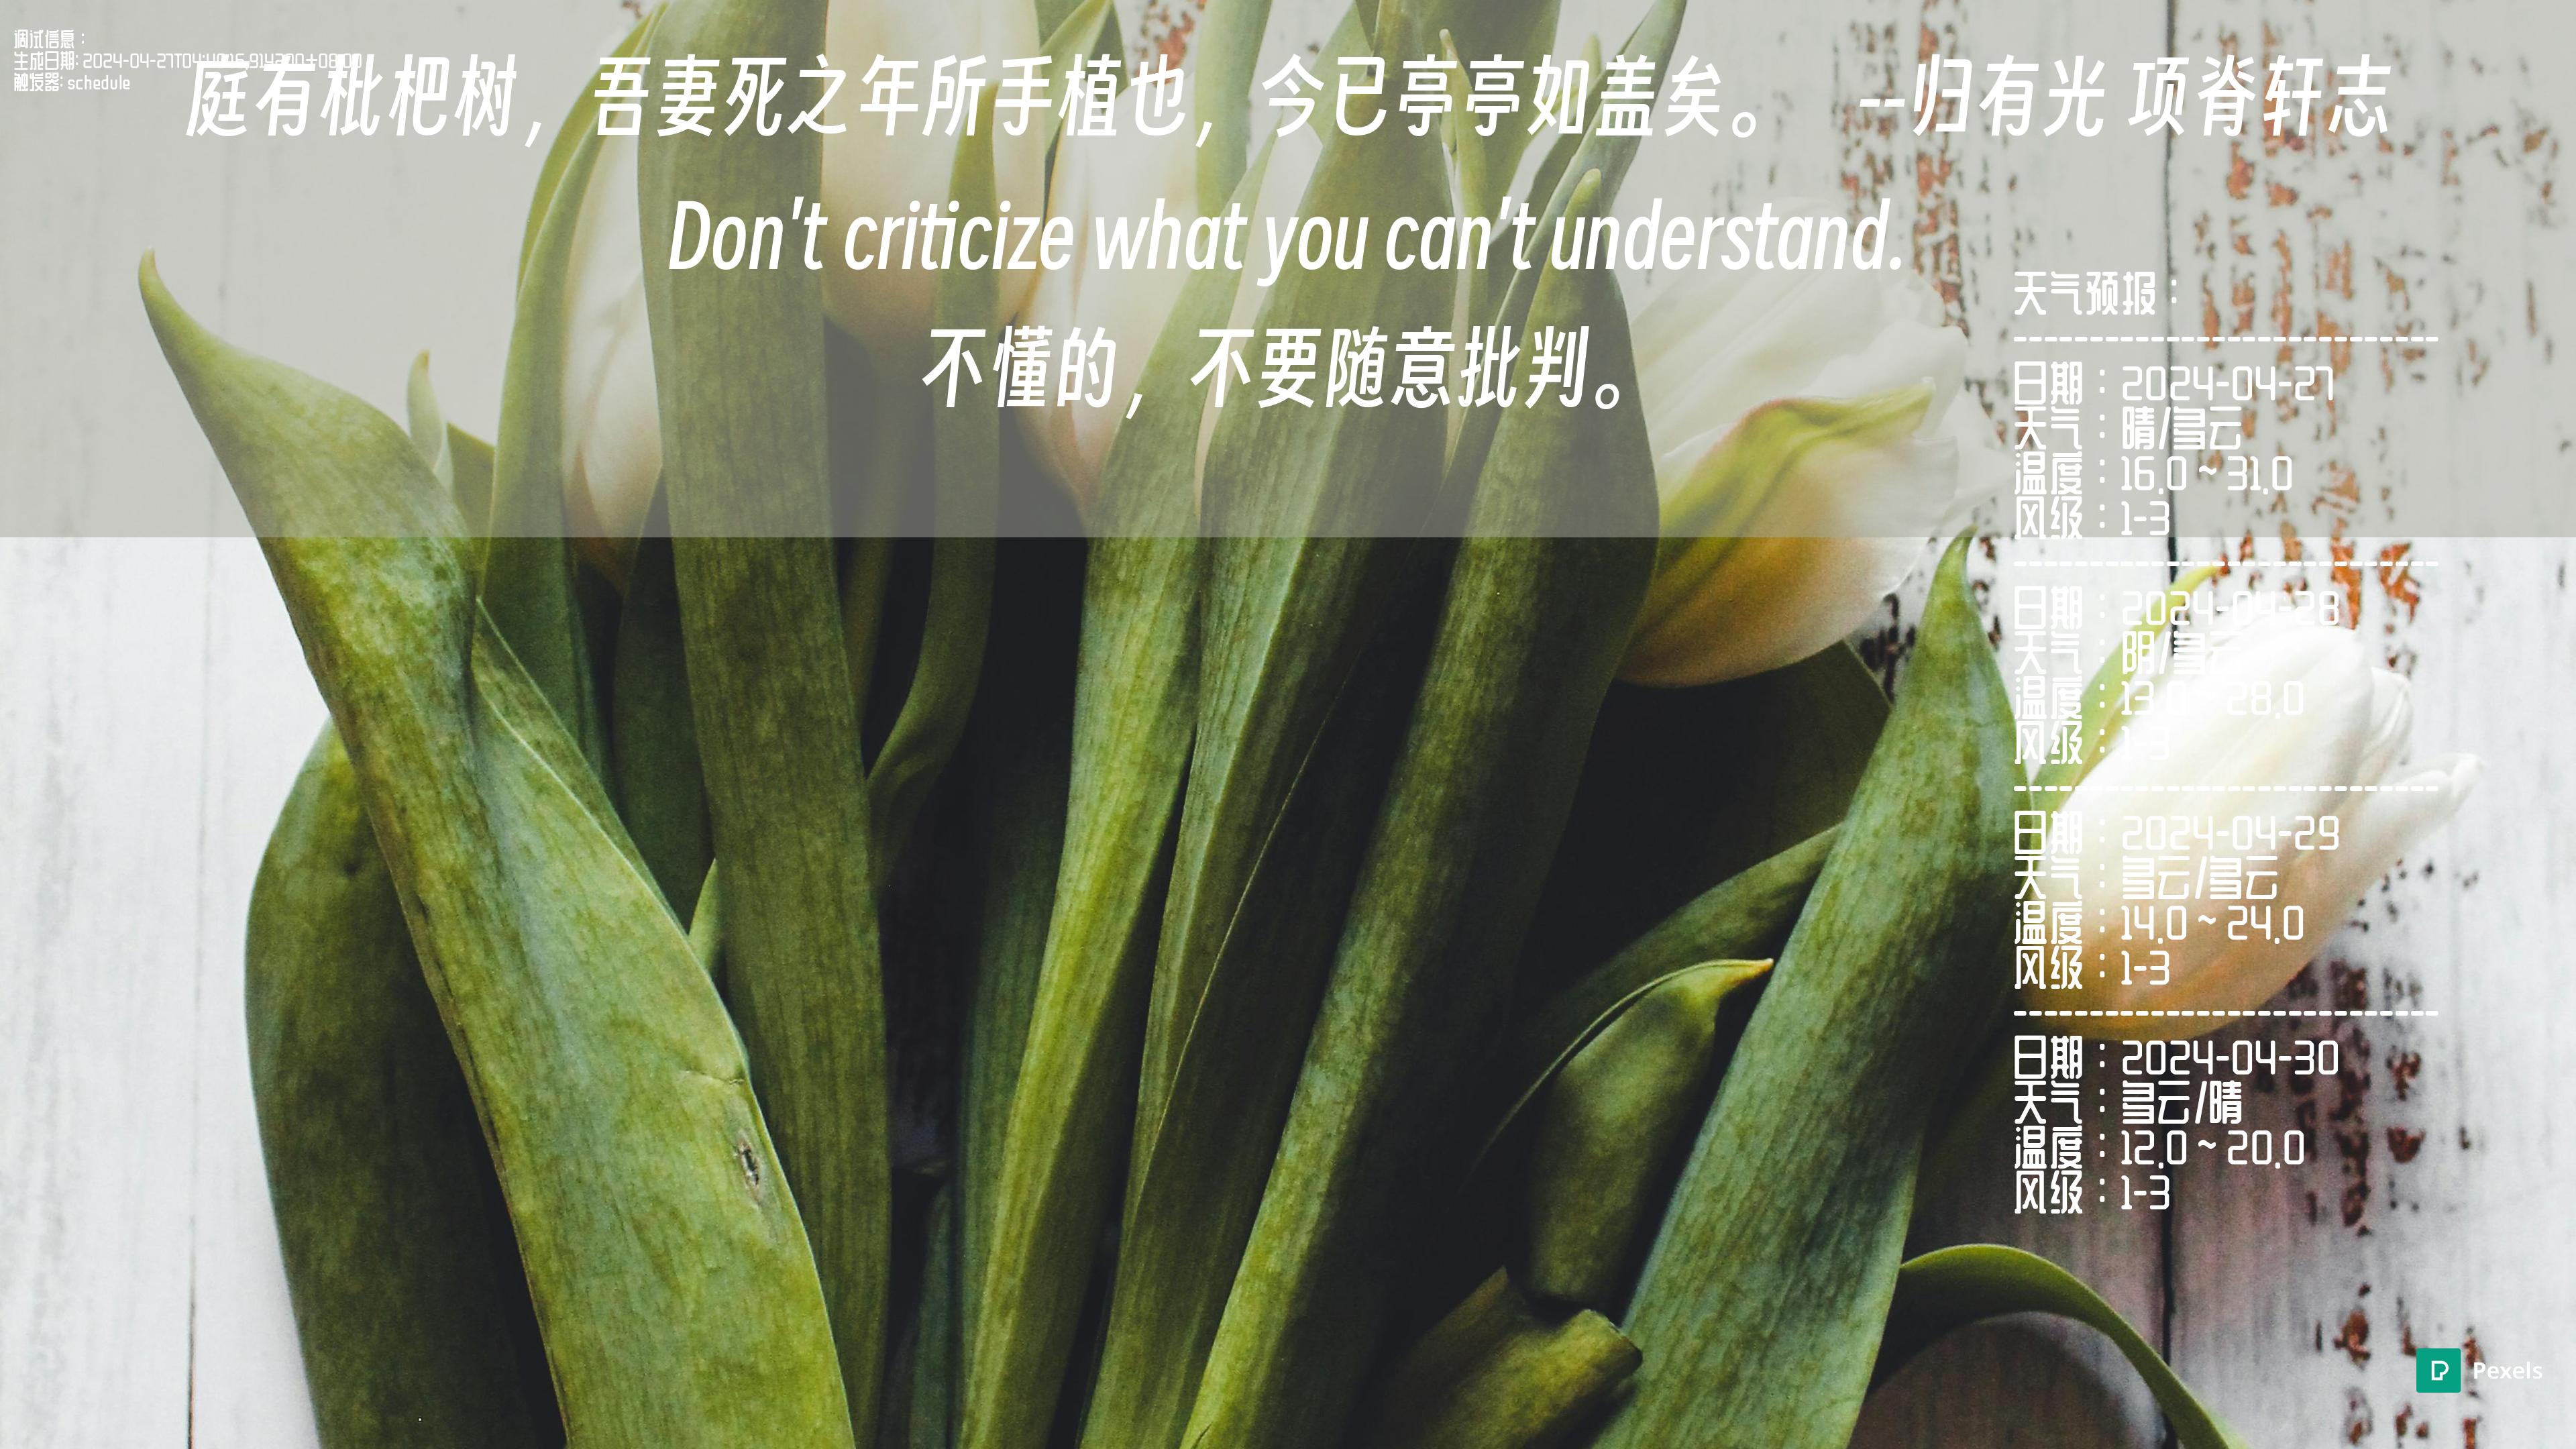 调试信息：
生成日期: 2024-04-27T04:
触发器: schedule
庭有枇杷树，吾妻死之年所手植也，今已亭亭如盖矣。 --归有光 项脊轩志
Don't criticize what you can't understand.
不懂的，不要随意批判。
天气预报：
------------------------------
日期：2024-04-27
天气：晴/多云
温度：16.0 ~ 31.0
风级：1-3
------------------------------
日期：2024-04-28
天气：阴/多云
温度：13.0 ~ 28.0
风级：1-3
------------------------------
日期：2024-04-29
天气：多云/多云
温度：14.0 ~ 24.0
风级：1-3
------------------------------
日期：2024-04-30
天气：多云/晴
温度：12.0 ~ 20.0
风级：1-3
Pexels